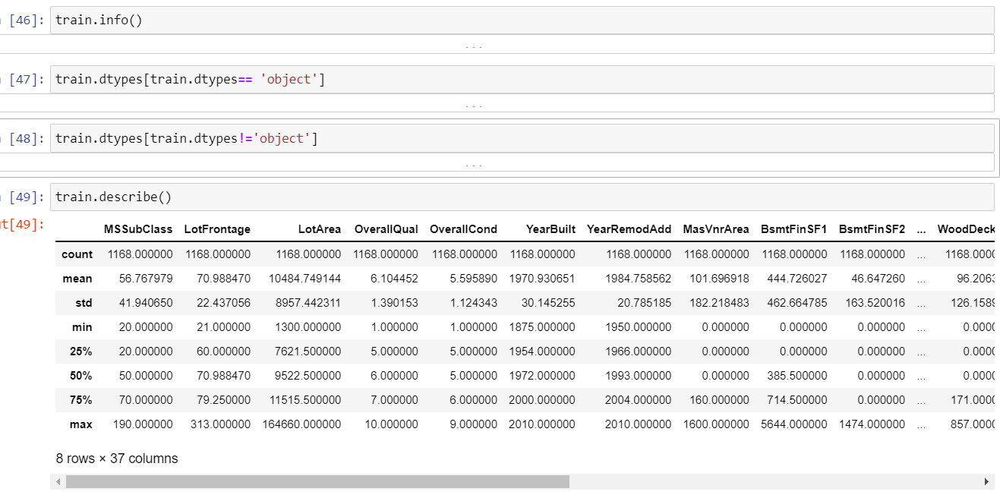 [46]: train.info()
...
[47]: train.dtypes[train.dtypes== 'object']
...
[48]: train.dtypes[train.dtypes!='object']
...
[49]: train.describe()
t[49]:
MSSubClass LotFrontage LotArea OverallQual OverallCond YearBuilt YearRemodAdd MasVnrArea BsmtFinSF1 BsmtFinSF2 ... WoodDeck
count 1168.000000 1168.000000 1168.000000 1168.000000 1168.000000 1168.000000 1168.000000 1168.000000 1168.000000 1168.000000 ... 1168.0000
mean 56.767979 70.988470 10484.749144 6.104452 5.595890 1970.930651 1984.758562 101.696918 444.726027 46.647260 ... 96.2063
std 41.940650 22.437056 8957.442311 1.390153 1.124343 30.145255 20.785185 182.218483 462.664785 163.520016 ... 126.1589
min 20.000000 21.000000 1300.000000 1.000000 1.000000 1875.000000 1950.000000 0.000000 0.000000 0.000000 ... 0.0000
25% 20.000000 60.000000 7621.500000 5.000000 5.000000 1954.000000 1966.000000 0.000000 0.000000 0.000000 ... 0.0000
50% 50.000000 70.988470 9522.500000 6.000000 5.000000 1972.000000 1993.000000 0.000000 385.500000 0.000000 ... 0.0000
75% 70.000000 79.250000 11515.500000 7.000000 6.000000 2000.000000 2004.000000 160.000000 714.500000 0.000000 ... 171.0000
max 190.000000 313.000000 164660.000000 10.000000 9.000000 2010.000000 2010.000000 1600.000000 5644.000000 1474.000000 ... 857.0000
8 rows × 37 columns